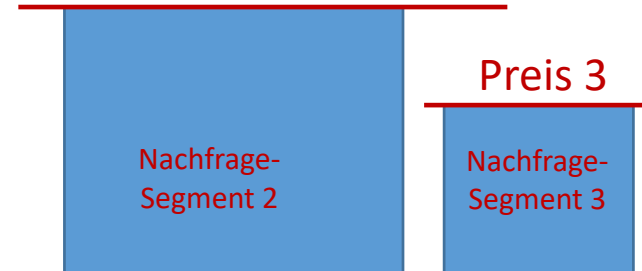 Preis 3
Nachfrage-
Segment 2
Nachfrage-
Segment 3